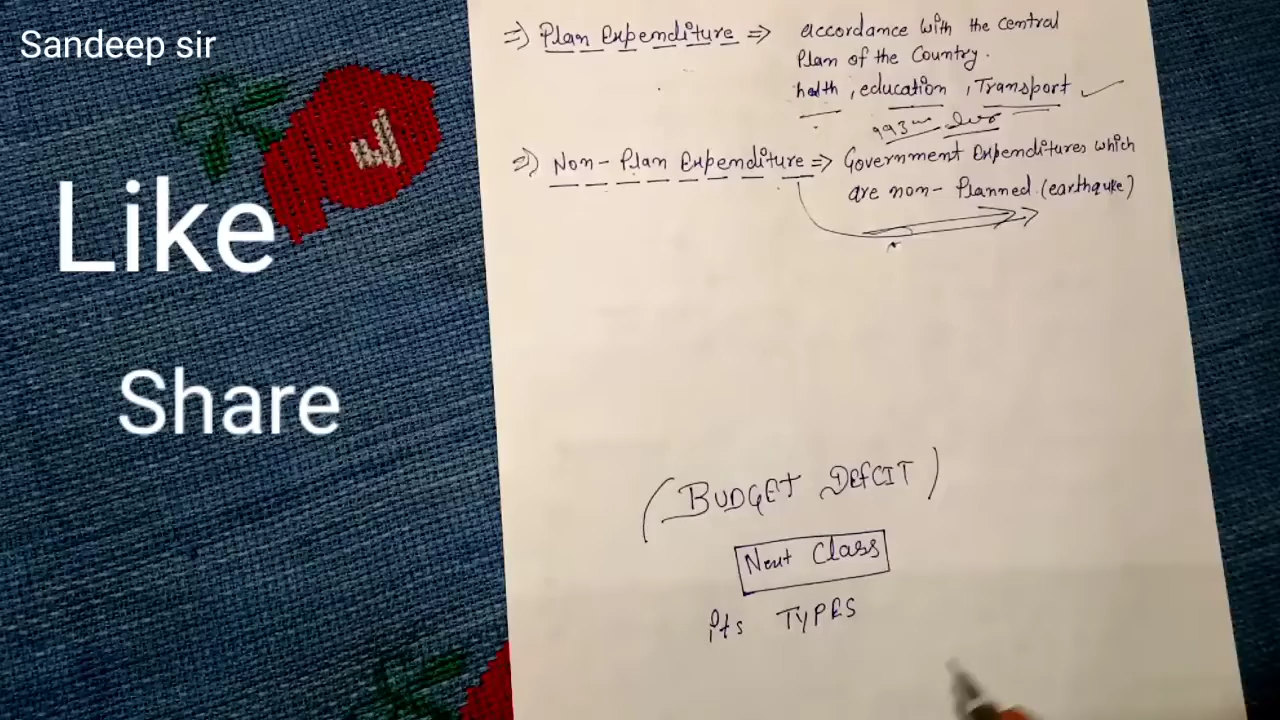 Sandeep sir
Like
Share
=> Plan Expenditure => accordance with the central
Plan of the Country.
health, education, Transport ✓
=> Non-Plan Expenditure => Government Expenditures which
are non-Planned (earthquke)
(BUDGET DEFCIT)
Next Class
its TYPES